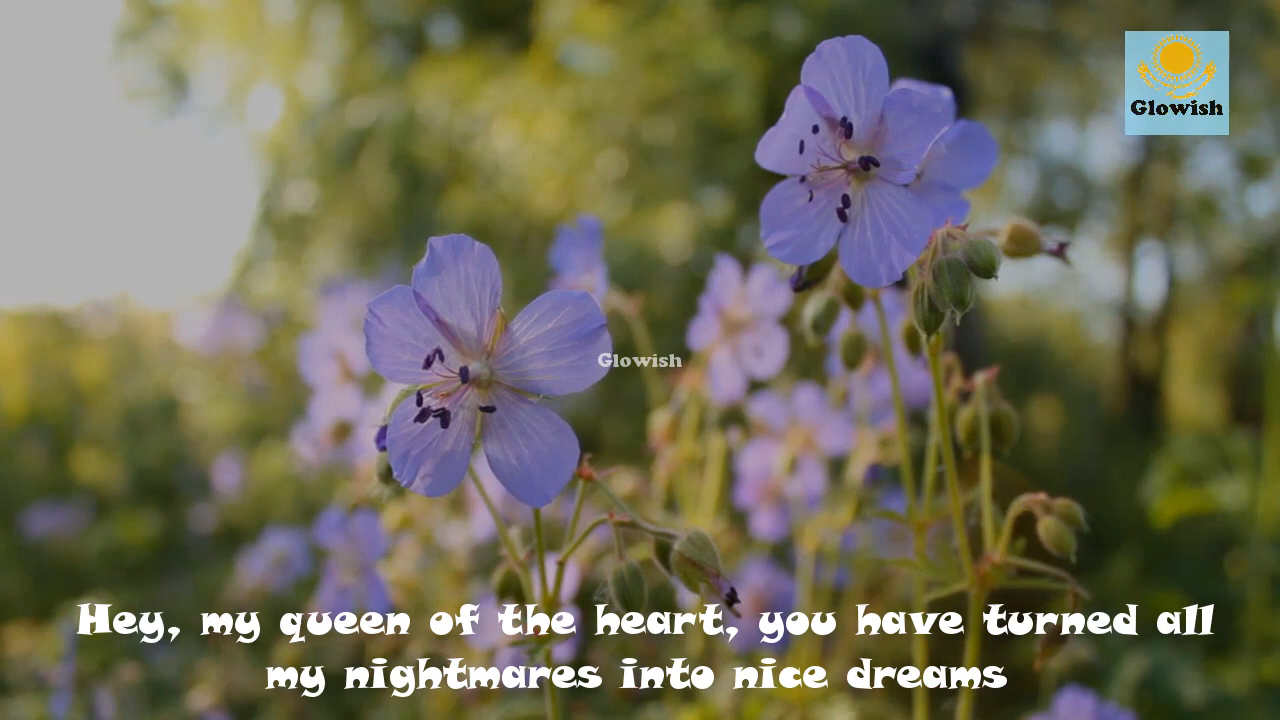 Glowish
Glowish
Hey, my queen of the heart, you have turned all
my nightmares into nice dreams